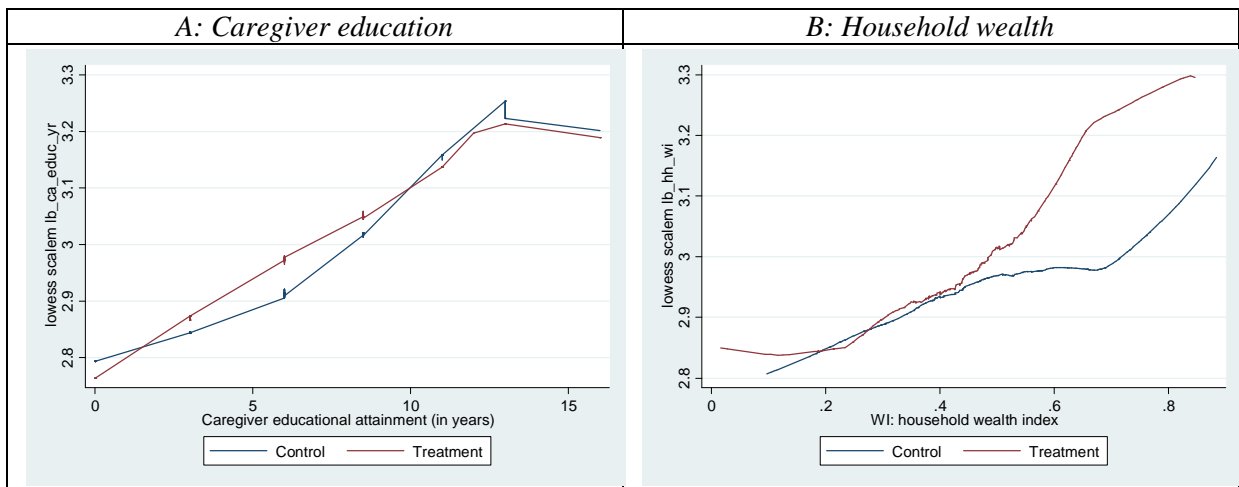 A: Caregiver education
B: Household wealth
lowess scalem lb_ca_educ_yr
3.3
3.2
3.1
3
2.9
2.8
0
5
10
15
Caregiver educational attainment (in years)
Control
Treatment
lowess scalem lb_hh_wi
3.3
3.2
3.1
3
2.9
2.8
0
.2
.4
.6
.8
WI: household wealth index
Control
Treatment